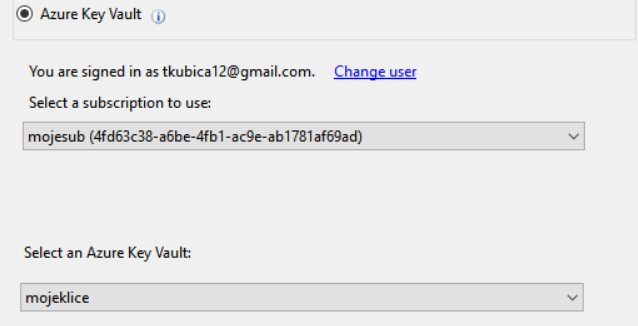 Azure Key Vault
You are signed in as tkubica12@gmail.com. Change user
Select a subscription to use:
mojesub (4fd63c38-a6be-4fb1-ac9e-ab1781af69ad)
Select an Azure Key Vault:
mojeklice